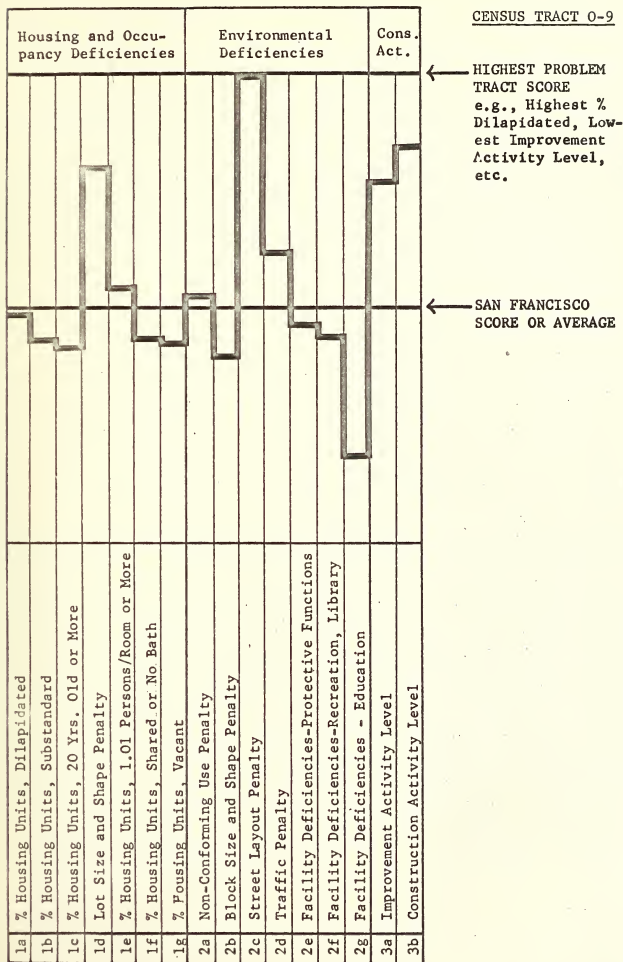 CENSUS TRACT O-9
Housing and Occu-
pancy Deficiencies
Environmental
Deficiencies
Cons.
Act.
HIGHEST PROBLEM
TRACT SCORE
e.g., Highest %
Dilapidated, Low-
est Improvement
Activity Level,
etc.
SAN FRANCISCO
SCORE OR AVERAGE
1a % Housing Units, Dilapidated
1b % Housing Units, Substandard
1c % Housing Units, 20 Yrs. Old or More
1d Lot Size and Shape Penalty
1e % Housing Units, 1.01 Persons/Room or More
1f % Housing Units, Shared or No Bath
1g % Housing Units, Vacant
2a Non-Conforming Use Penalty
2b Block Size and Shape Penalty
2c Street Layout Penalty
2d Traffic Penalty
2e Facility Deficiencies-Protective Functions
2f Facility Deficiencies-Recreation, Library
2g Facility Deficiencies - Education
3a Improvement Activity Level
3b Construction Activity Level